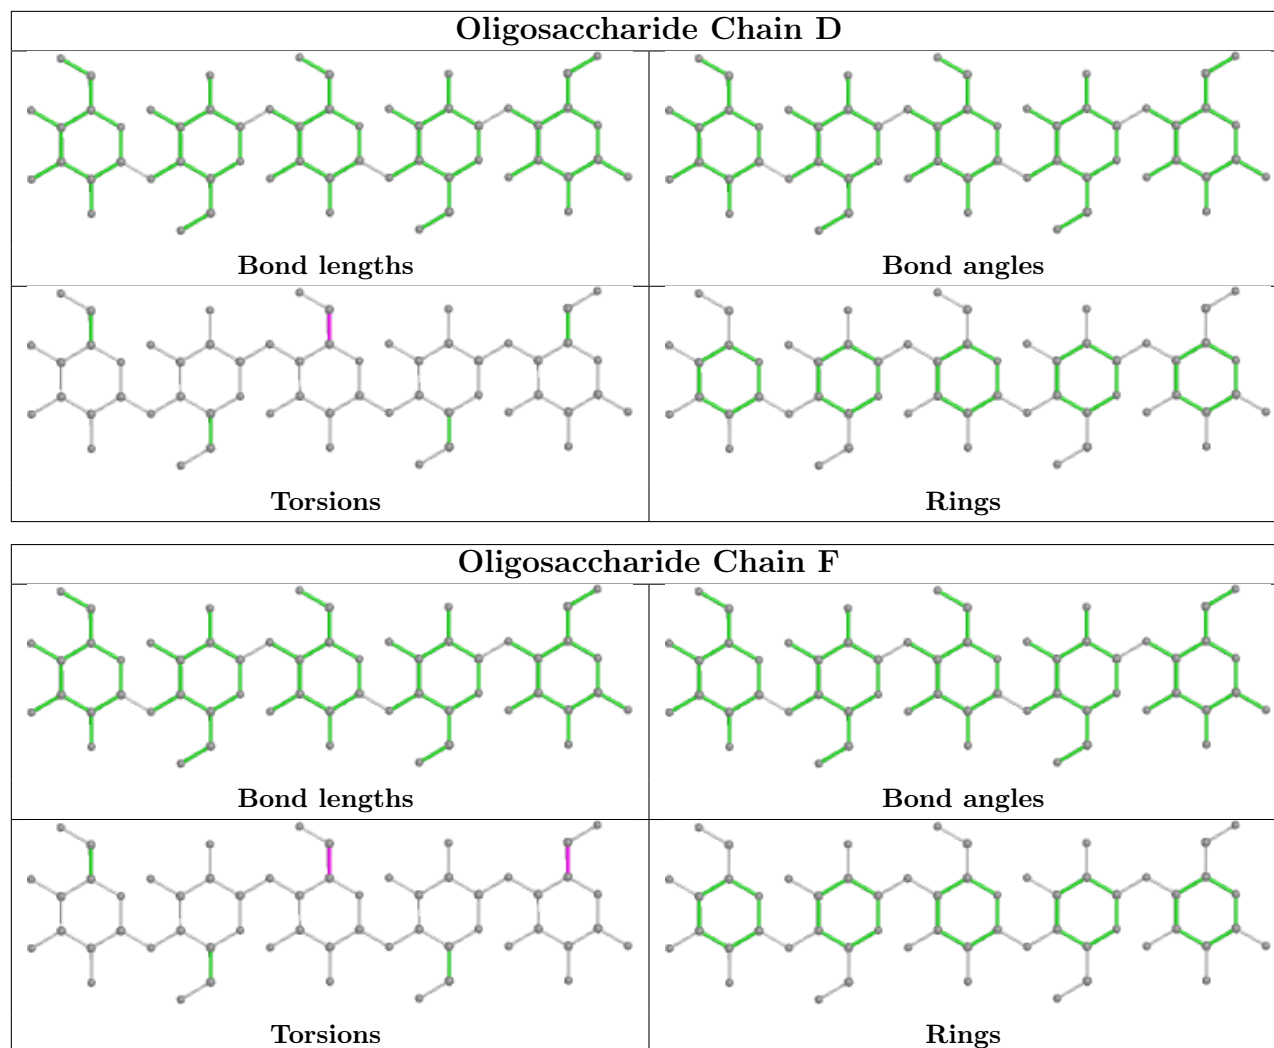 Oligosaccharide Chain D
Bond lengths
Bond angles
Torsions
Rings
Oligosaccharide Chain F
Bond lengths
Bond angles
Torsions
Rings